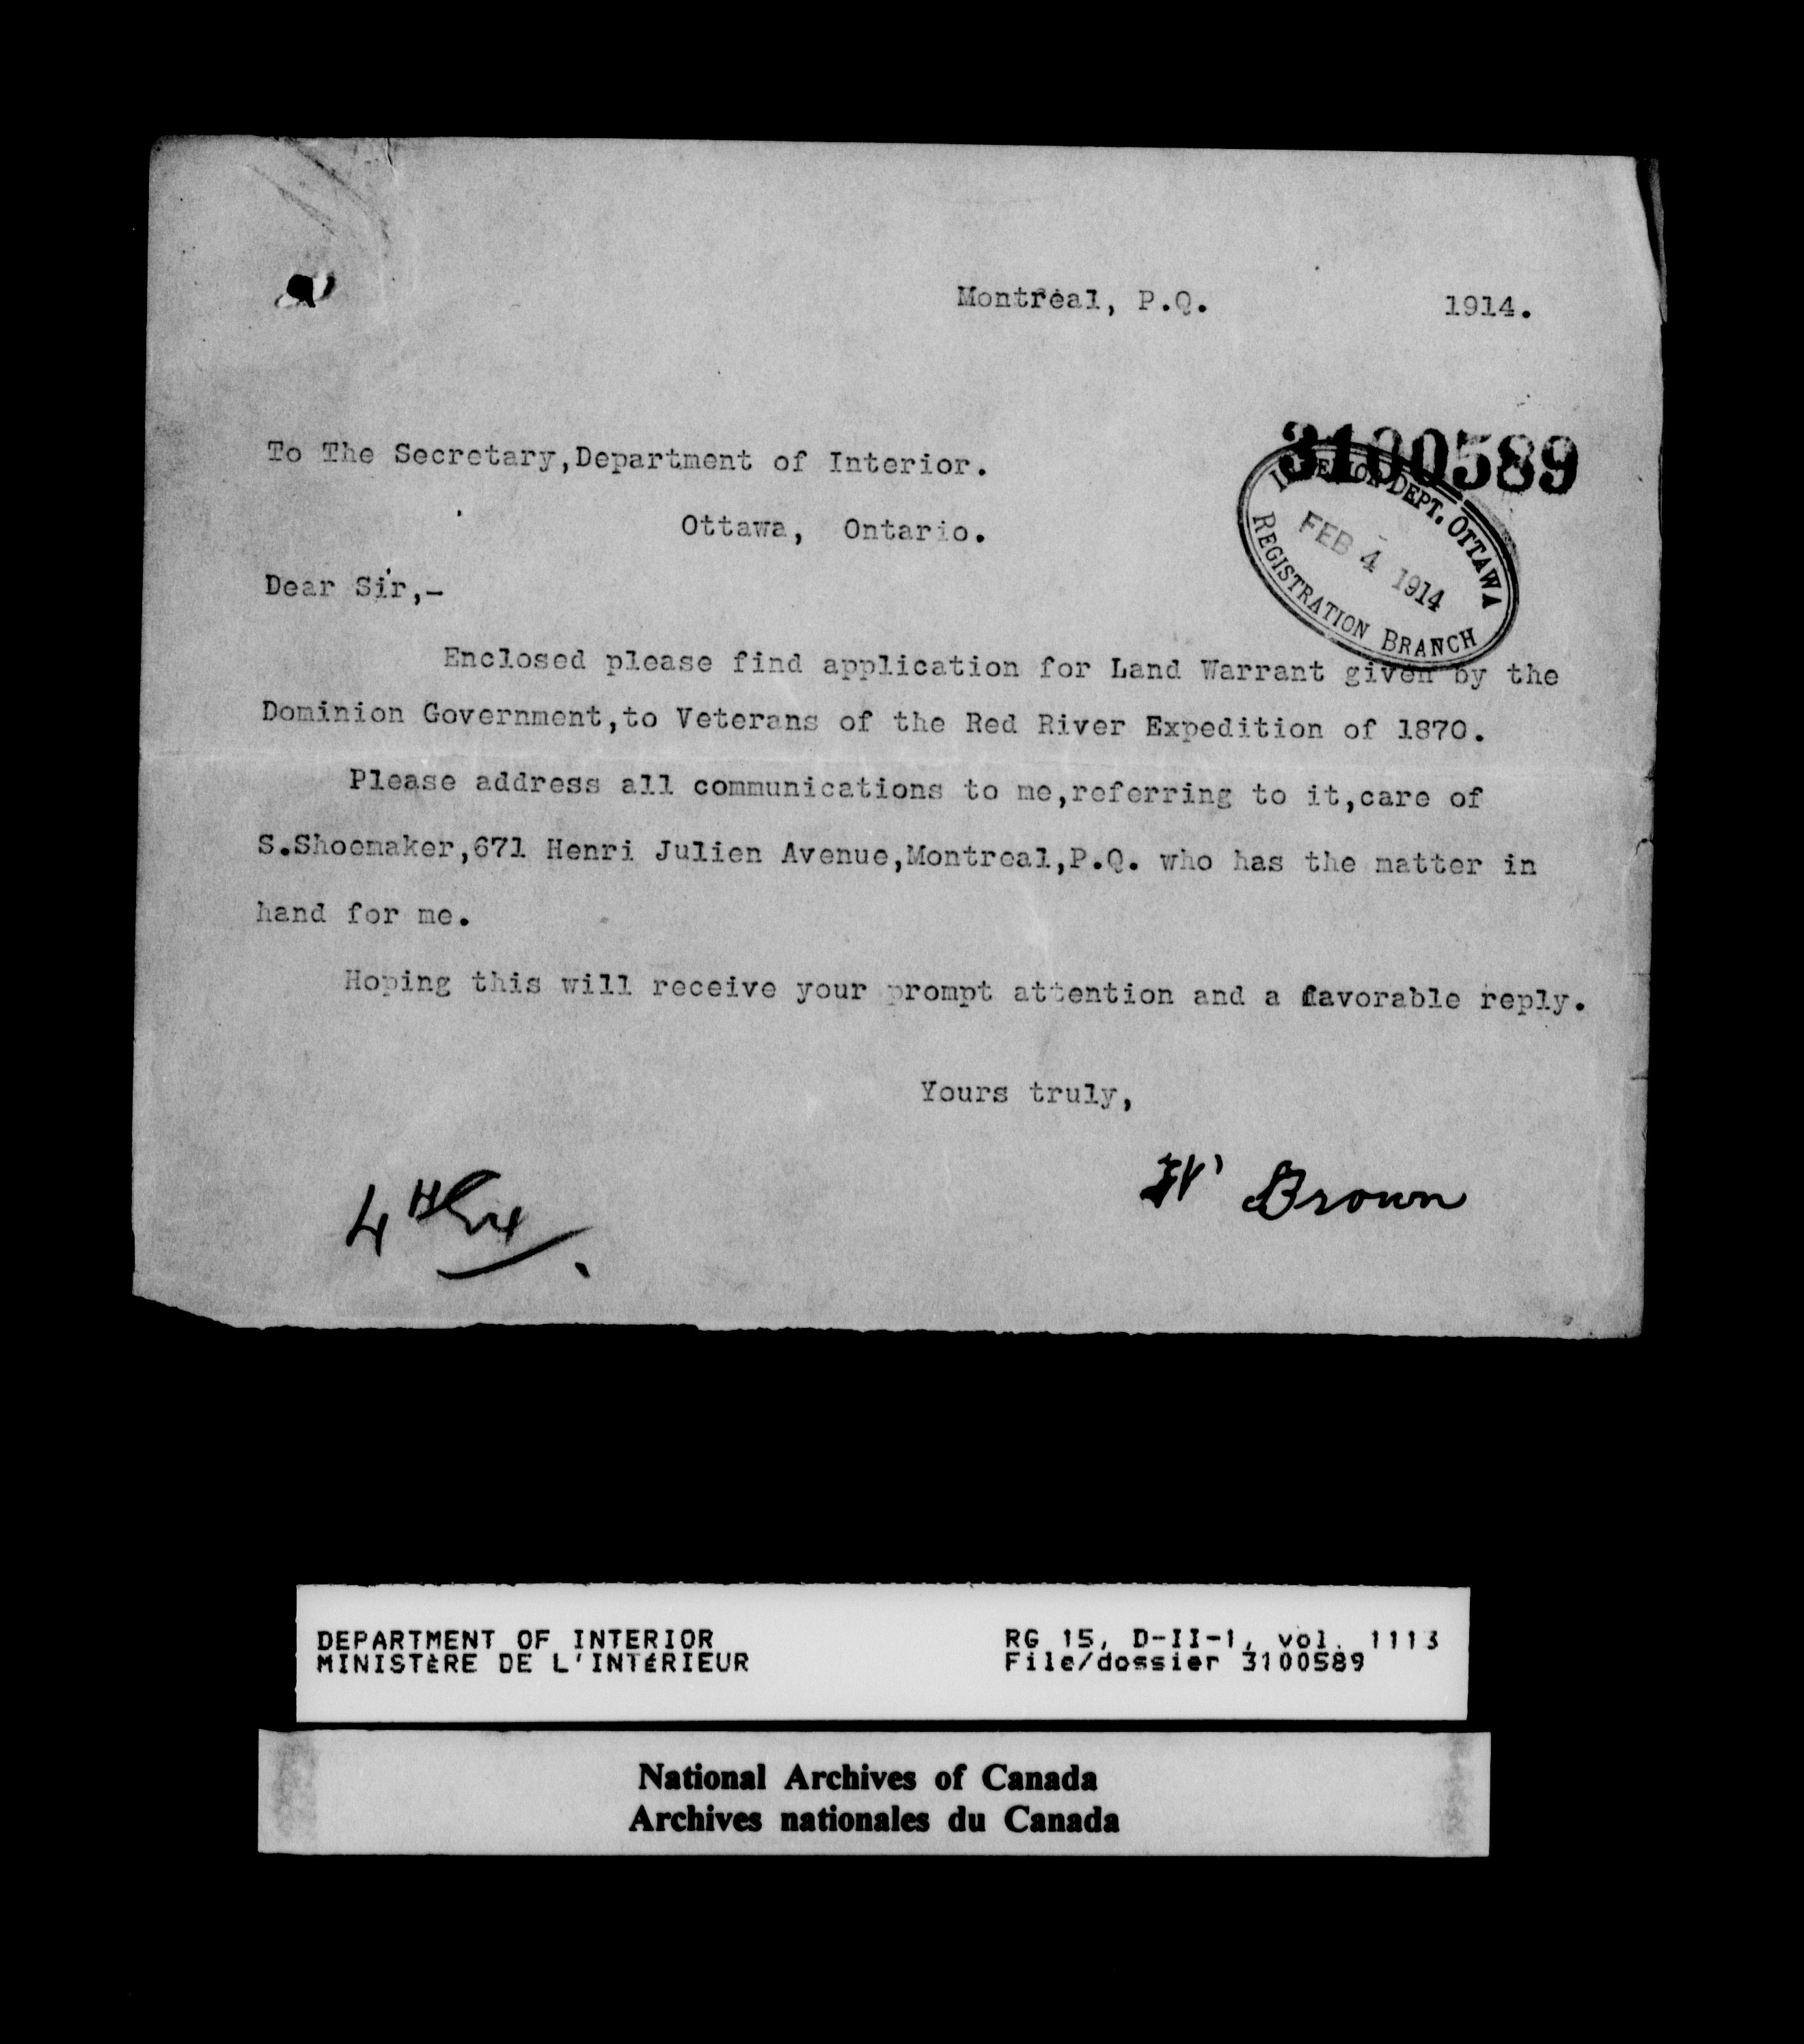 Montreal, P.Q. 1914.
3100589
To The Secretary,Department of Interior.
Ottawa, Ontario.
INTERIOR DEPT. OTTAWA
FEB 4 1914
REGISTRATION BRANCH
Dear Sir,-
Enclosed please find application for Land Warrant given by the
Dominion Government,to Veterans of the Red River Expedition of 1870.
Please address all communications to me,referring to it,care of
S.Shoemaker,671 Henri Julien Avenue,Montreal,P.Q. who has the matter in
hand for me.
Hoping this will receive your prompt attention and a favorable reply.
Yours truly,
Brown
DEPARTMENT OF INTERIOR RG 15, D-II-1, vol. 1113
MINISTÈRE DE L'INTÉRIEUR File/dossier 3100589
National Archives of Canada
Archives nationales du Canada